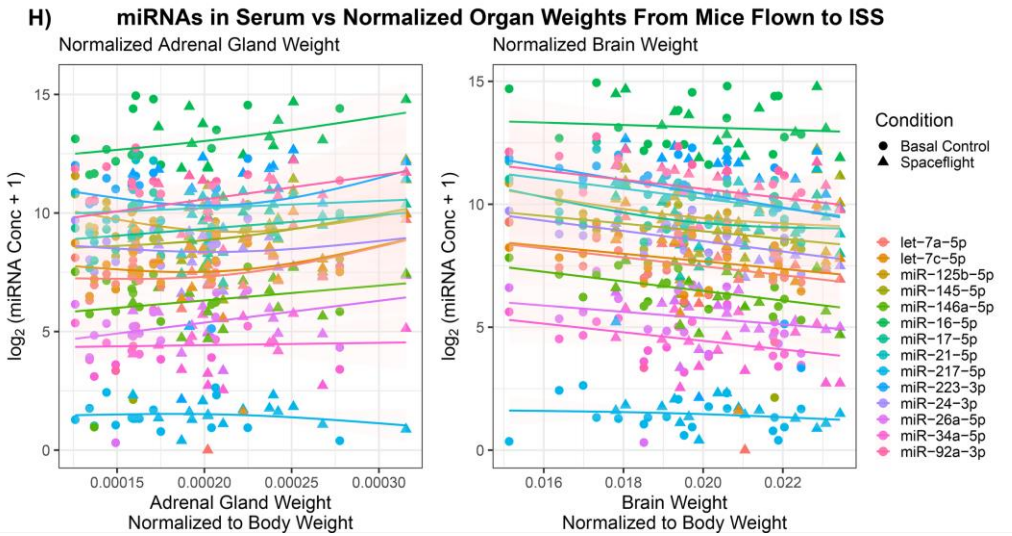 H) miRNAs in Serum vs Normalized Organ Weights From Mice Flown to ISS
Normalized Adrenal Gland Weight
log2 (miRNA Conc + 1)
15
10
5
0
0.00015 0.00020 0.00025 0.00030
Adrenal Gland Weight
Normalized to Body Weight
Normalized Brain Weight
log2 (miRNA Conc + 1)
15
10
5
0
0.016 0.018 0.020 0.022
Brain Weight
Normalized to Body Weight
Condition
Basal Control
Spaceflight
let−7a−5p
let−7c−5p
miR−125b−5p
miR−145−5p
miR−146a−5p
miR−16−5p
miR−17−5p
miR−21−5p
miR−217−5p
miR−223−3p
miR−24−3p
miR−26a−5p
miR−34a−5p
miR−92a−3p